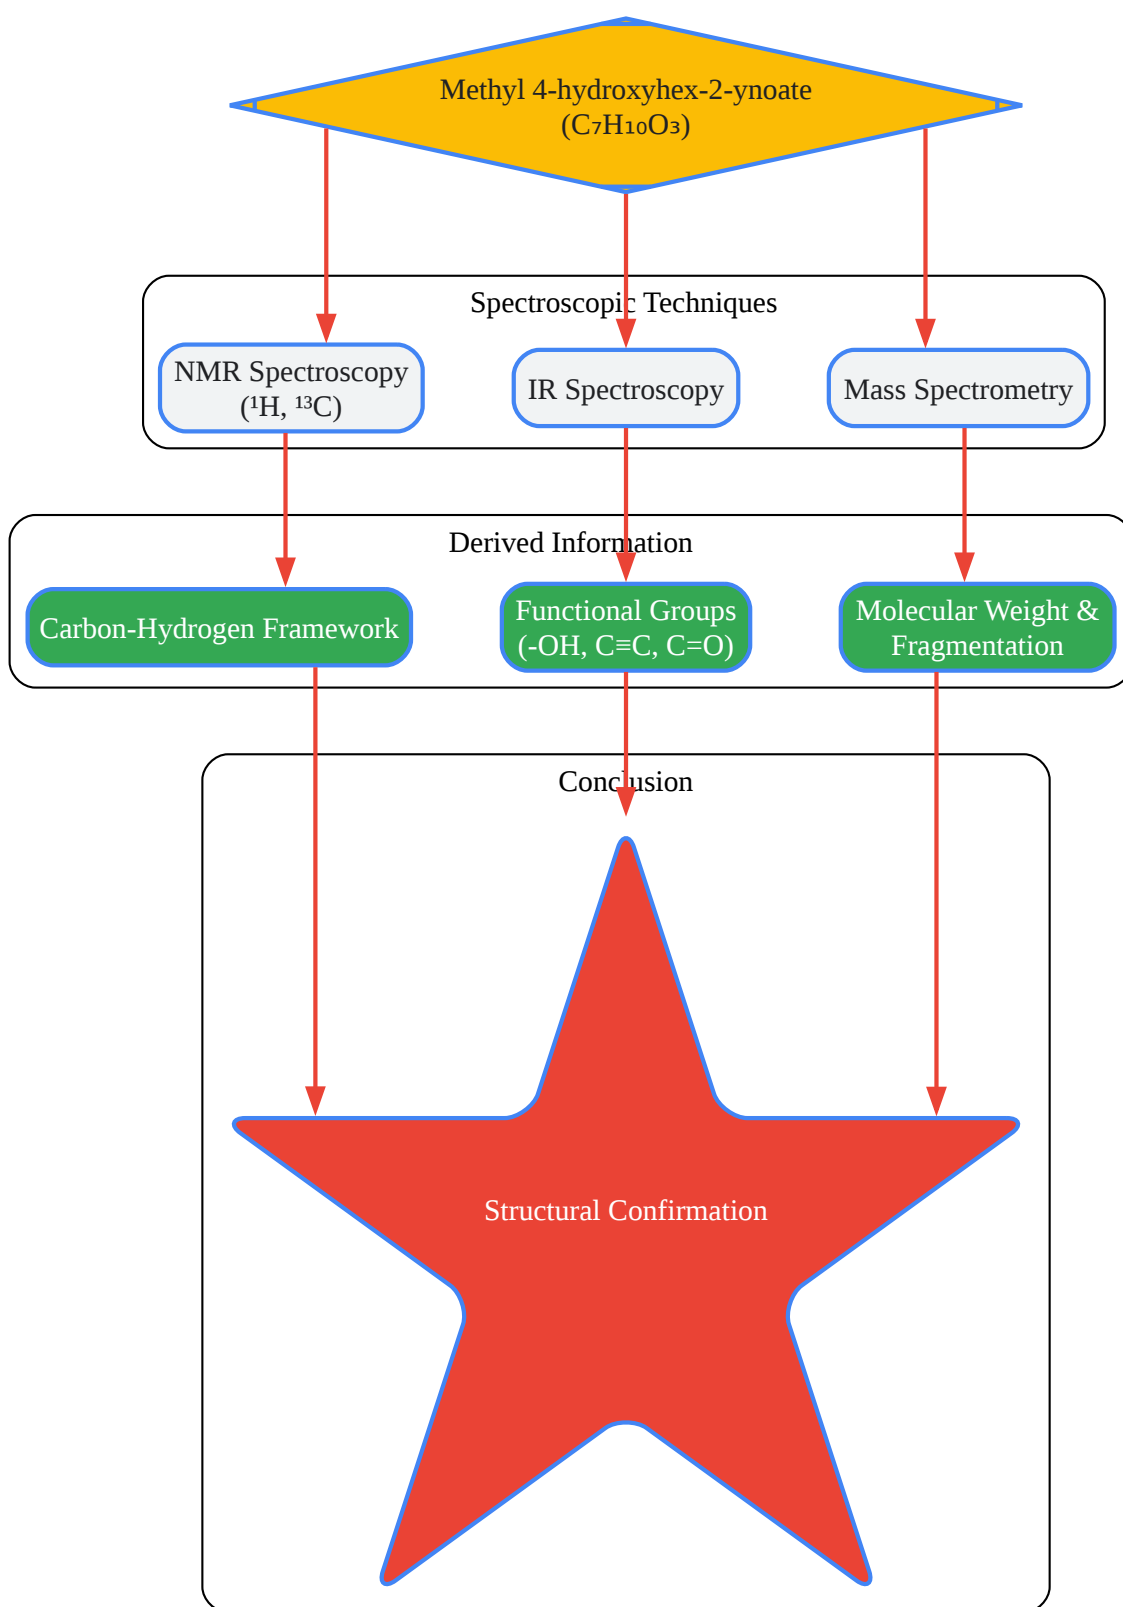 Methyl 4-hydroxyhex-2-ynoate
(C₇H₁₀O₃)
Spectroscopic Techniques
NMR Spectroscopy
(¹H, ¹³C)
IR Spectroscopy
Mass Spectrometry
Derived Information
Carbon-Hydrogen Framework
Functional Groups
(-OH, C≡C, C=O)
Molecular Weight &
Fragmentation
Conclusion
Structural Confirmation